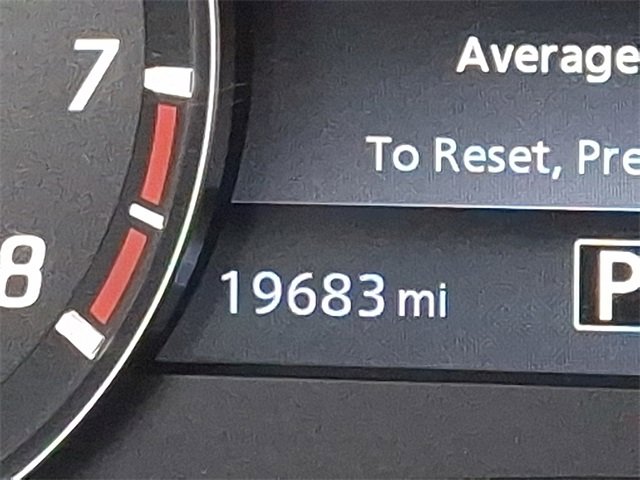 7
Average
To Reset, Pre
8
19683 mi
P